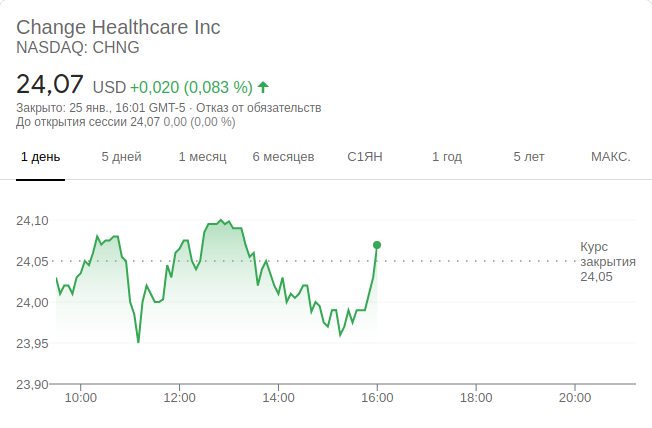 Change Healthcare Inc
NASDAQ: CHNG
24,07 USD +0,020 (0,083 %)
Закрыто: 25 янв., 16:01 GMT-5 · Отказ от обязательств
До открытия сессии 24,07 0,00 (0,00 %)
1 день 5 дней 1 месяц 6 месяцев С1ЯН 1 год 5 лет МАКС.
24,10
24,05
24,00
23,95
23,90
Курс
закрытия
24,05
10:00 12:00 14:00 16:00 18:00 20:00